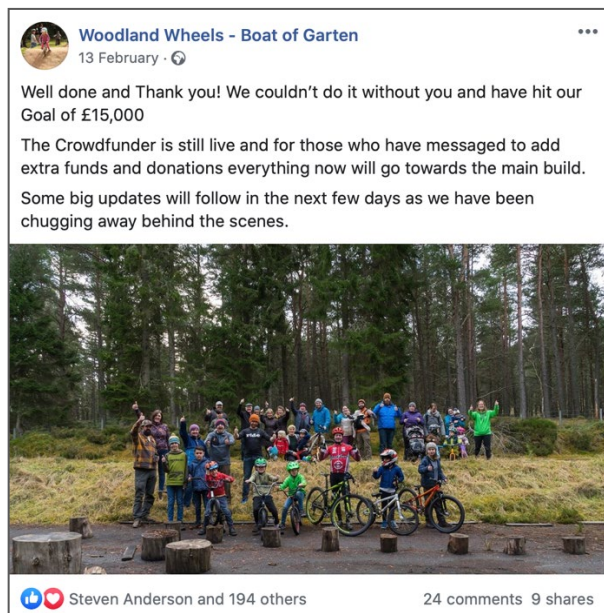 Woodland Wheels - Boat of Garten
13 February
Well done and Thank you! We couldn't do it without you and have hit our
Goal of £15,000
The Crowdfunder is still live and for those who have messaged to add
extra funds and donations everything now will go towards the main build.
Some big updates will follow in the next few days as we have been
chugging away behind the scenes.
Steven Anderson and 194 others
24 comments 9 shares